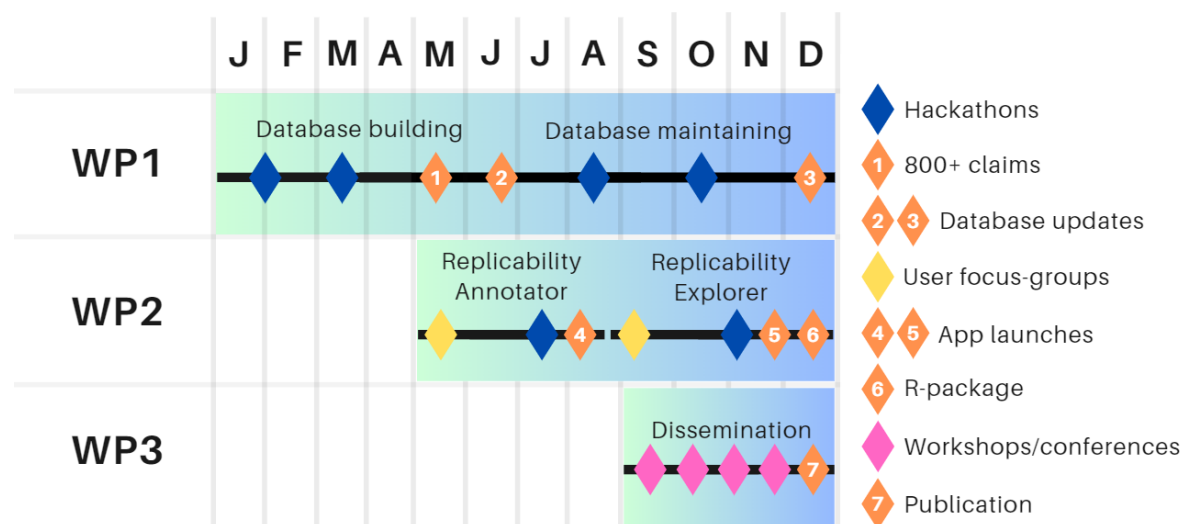 J F M A M J J A S O N D
WP1
Database building
Database maintaining
1 2 3
WP2
Replicability
Annotator
Replicability
Explorer
4 5 6
WP3
Dissemination
7
Hackathons
1 800+ claims
2 3 Database updates
User focus-groups
4 5 App launches
6 R-package
Workshops/conferences
7 Publication